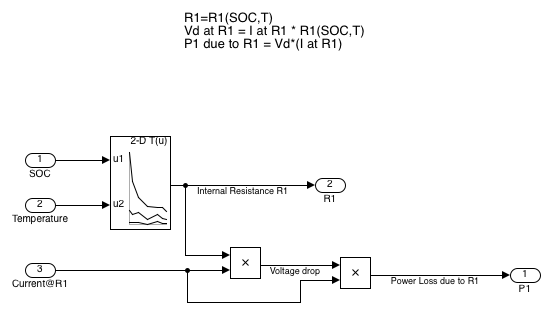 R1=R1(SOC,T)
Vd at R1 = I at R1 * R1(SOC,T)
P1 due to R1 = Vd*(I at R1)
2-D T(u)
1
u1
SOC
Internal Resistance R1
2
R1
2
u2
Temperature
3
Current@R1
×
Voltage drop
×
Power Loss due to R1
1
P1